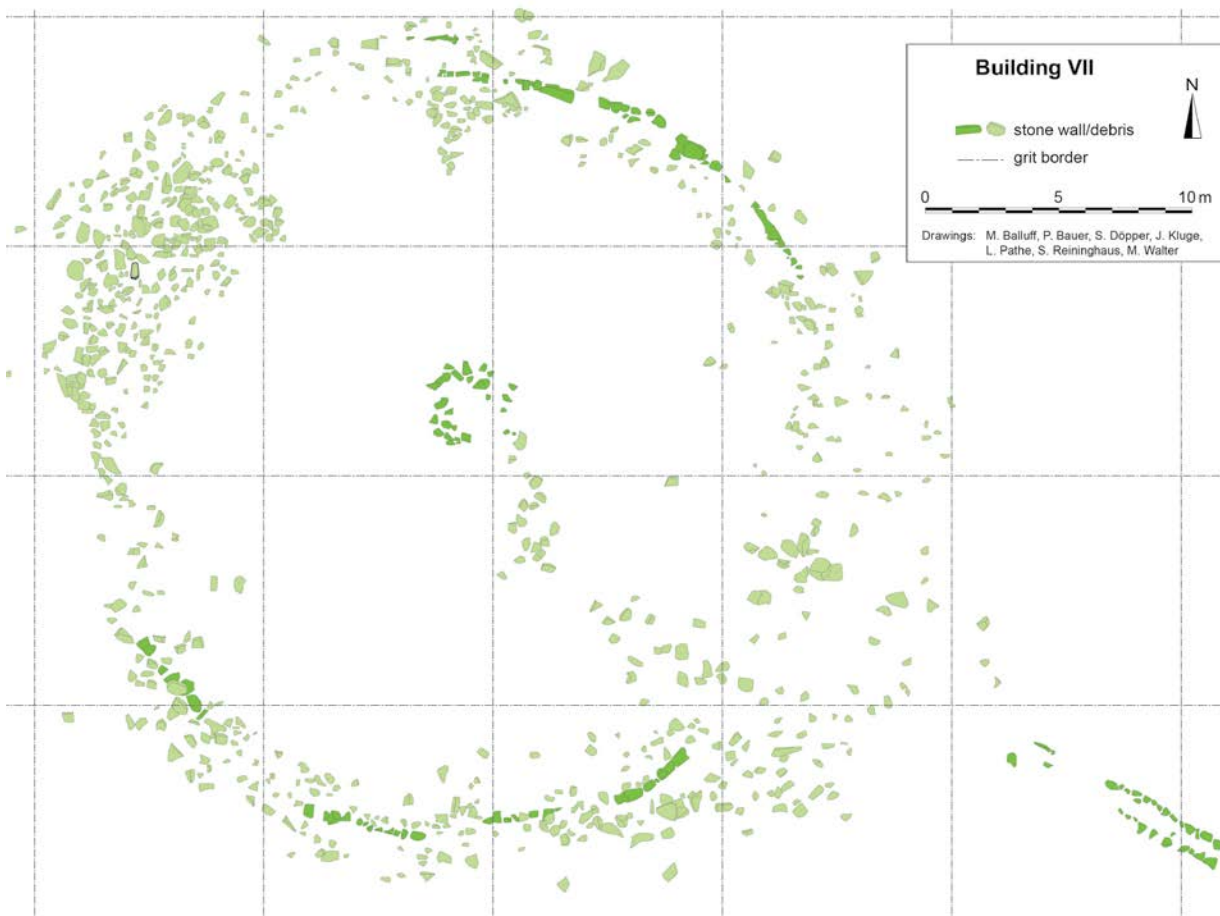 Building VII
N
stone wall/debris
grit border
0 5 10 m
Drawings: M. Balluff, P. Bauer, S. Döpper, J. Kluge,
L. Pathe, S. Reininghaus, M. Walter